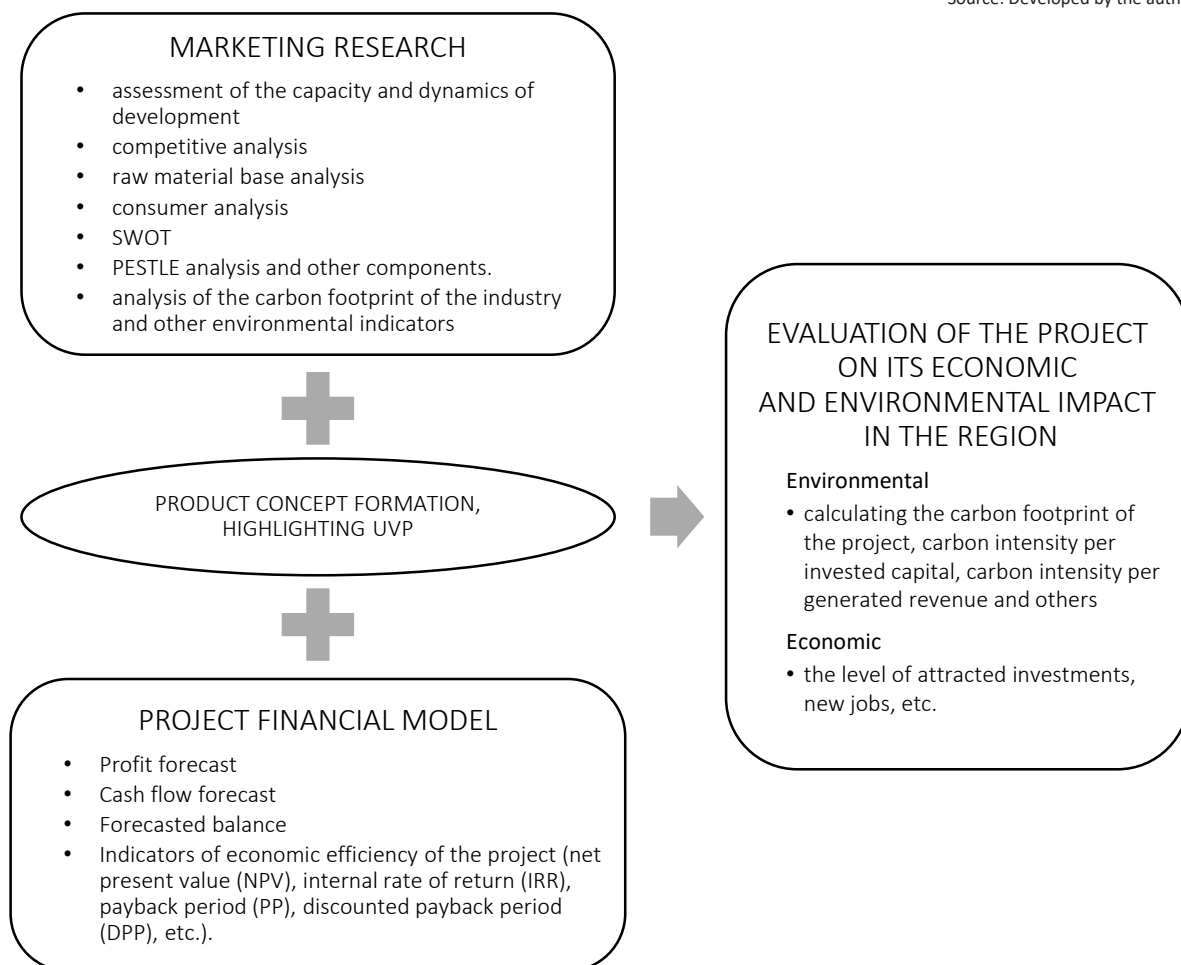 Source: Developed by the auth
MARKETING RESEARCH
• assessment of the capacity and dynamics of
development
• competitive analysis
• raw material base analysis
• consumer analysis
• SWOT
• PESTLE analysis and other components.
• analysis of the carbon footprint of the industry
and other environmental indicators
PRODUCT CONCEPT FORMATION,
HIGHLIGHTING UVP
PROJECT FINANCIAL MODEL
• Profit forecast
• Cash flow forecast
• Forecasted balance
• Indicators of economic efficiency of the project (net
present value (NPV), internal rate of return (IRR),
payback period (PP), discounted payback period
(DPP), etc.).
EVALUATION OF THE PROJECT
ON ITS ECONOMIC
AND ENVIRONMENTAL IMPACT
IN THE REGION
Environmental
• calculating the carbon footprint of
the project, carbon intensity per
invested capital, carbon intensity per
generated revenue and others
Economic
• the level of attracted investments,
new jobs, etc.